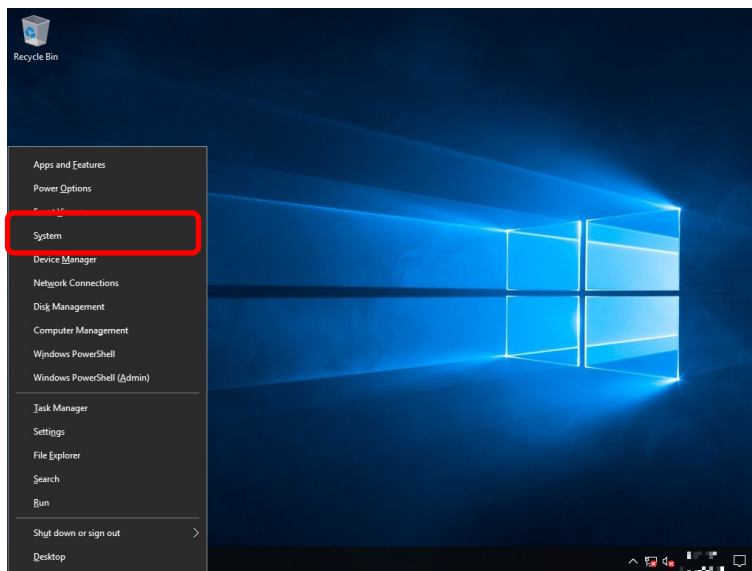 Recycle Bin
Apps and Features
Power Options
System
Device Manager
Network Connections
Disk Management
Computer Management
Windows PowerShell
Windows PowerShell (Admin)
Task Manager
Settings
File Explorer
Search
Run
Shut down or sign out
Desktop